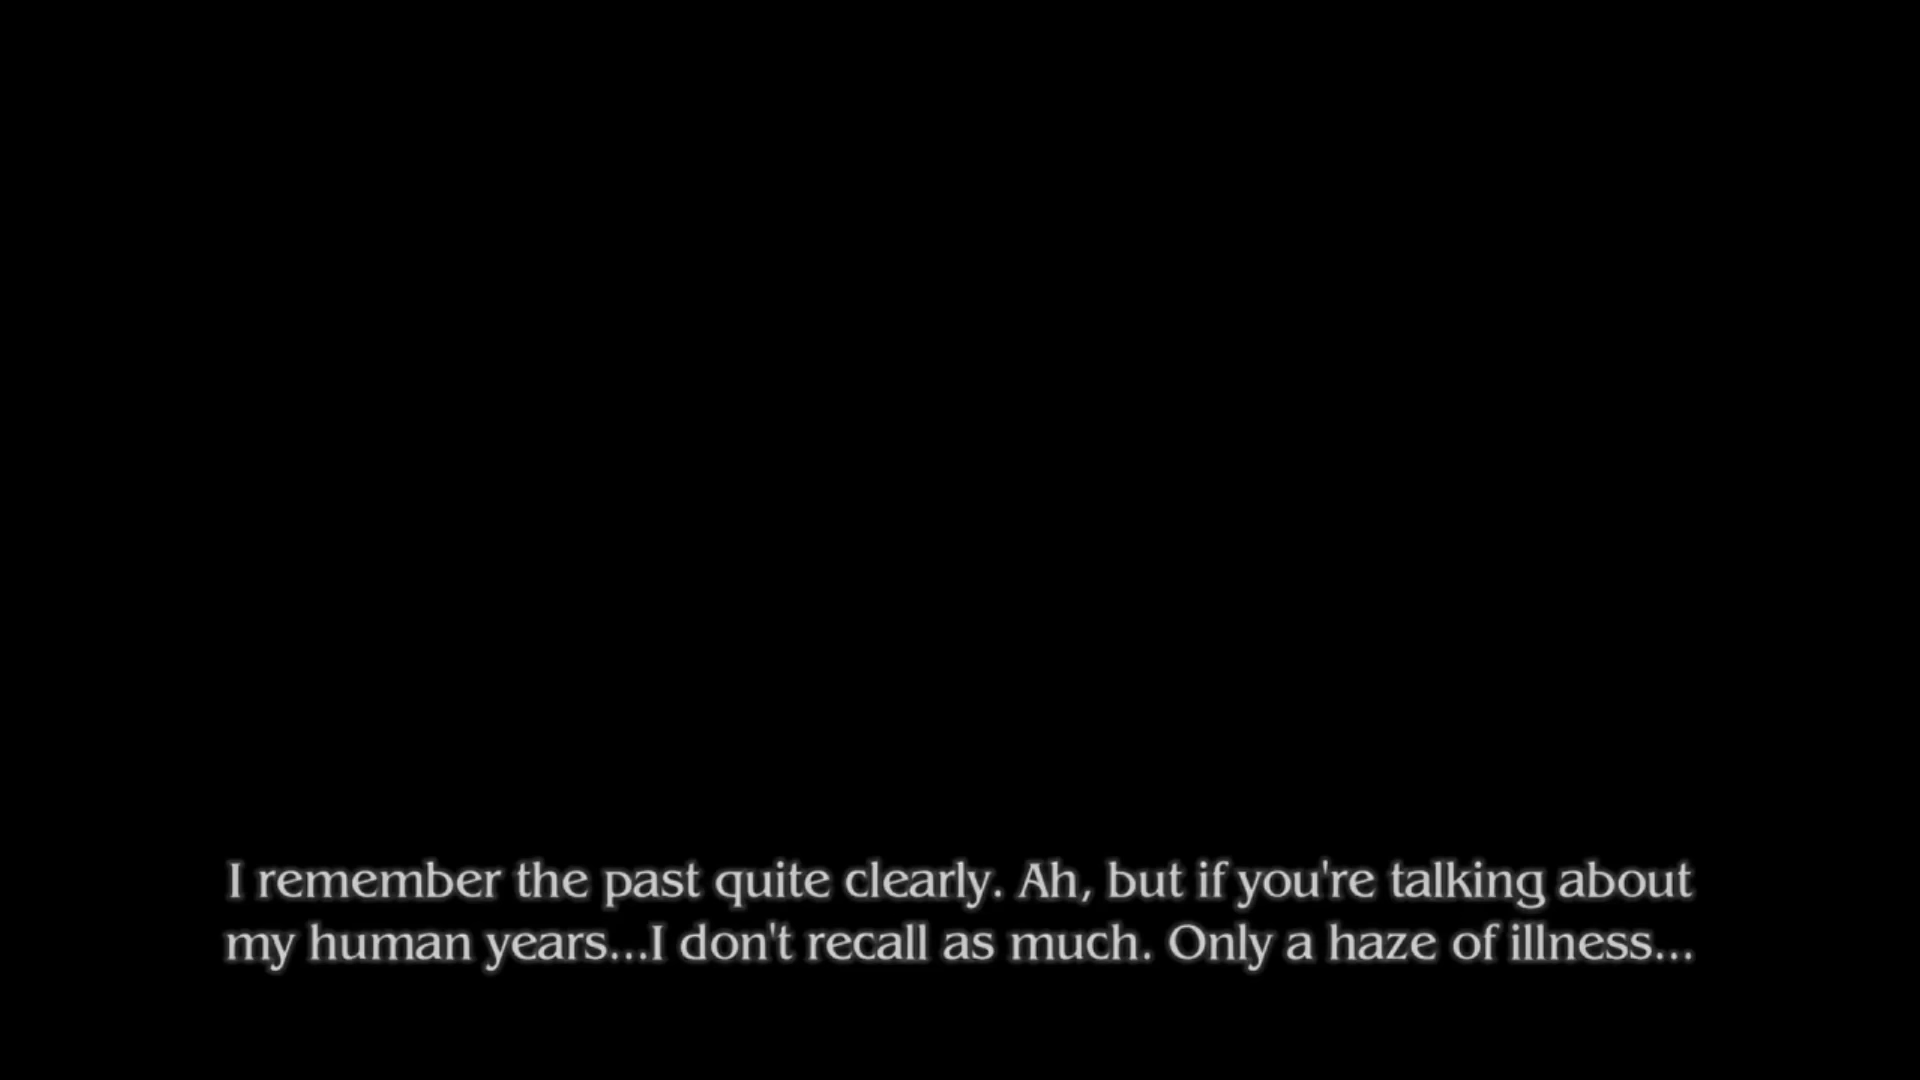 I remember the past quite clearly. Ah, but if you're talking about
my human years...I don't recall as much. Only a haze of illness...